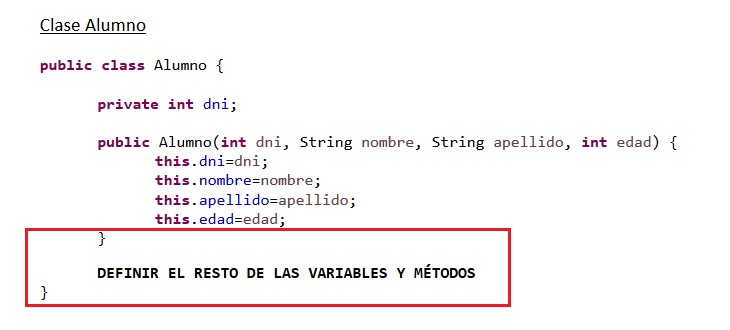 Clase Alumno
public class Alumno {
private int dni;
public Alumno(int dni, String nombre, String apellido, int edad) {
this.dni=dni;
this.nombre=nombre;
this.apellido=apellido;
this.edad=edad;
}
DEFINIR EL RESTO DE LAS VARIABLES Y MÉTODOS
}